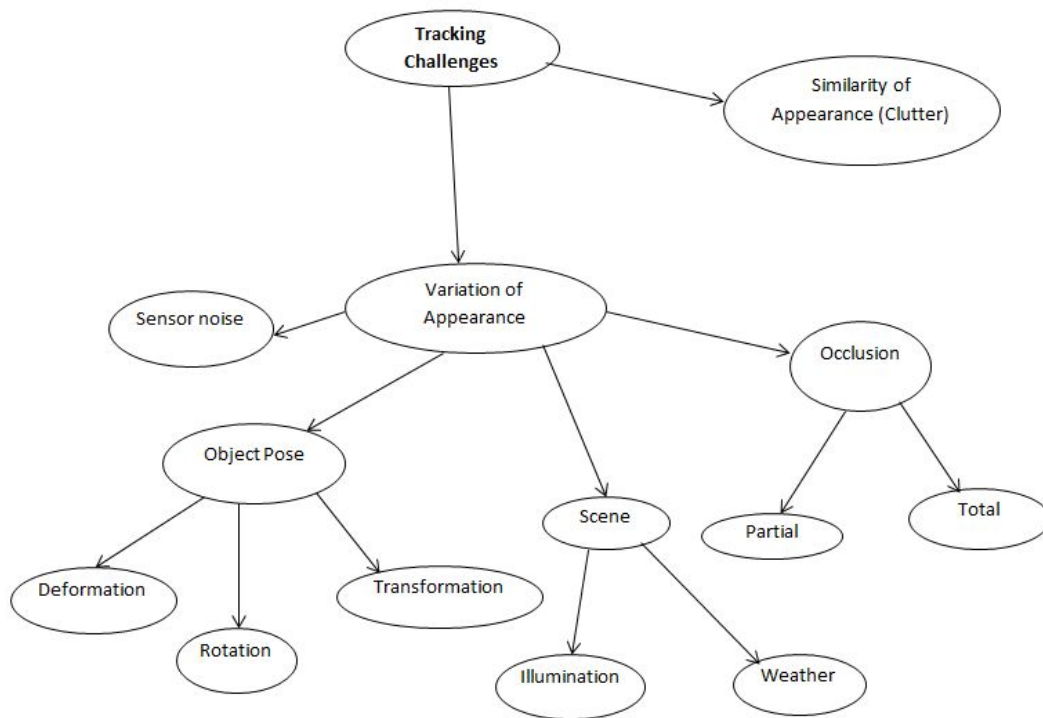 Tracking
Challenges
Similarity of
Appearance (Clutter)
Variation of
Appearance
Sensor noise
Occlusion
Object Pose
Scene
Partial
Total
Deformation
Rotation
Transformation
Illumination
Weather